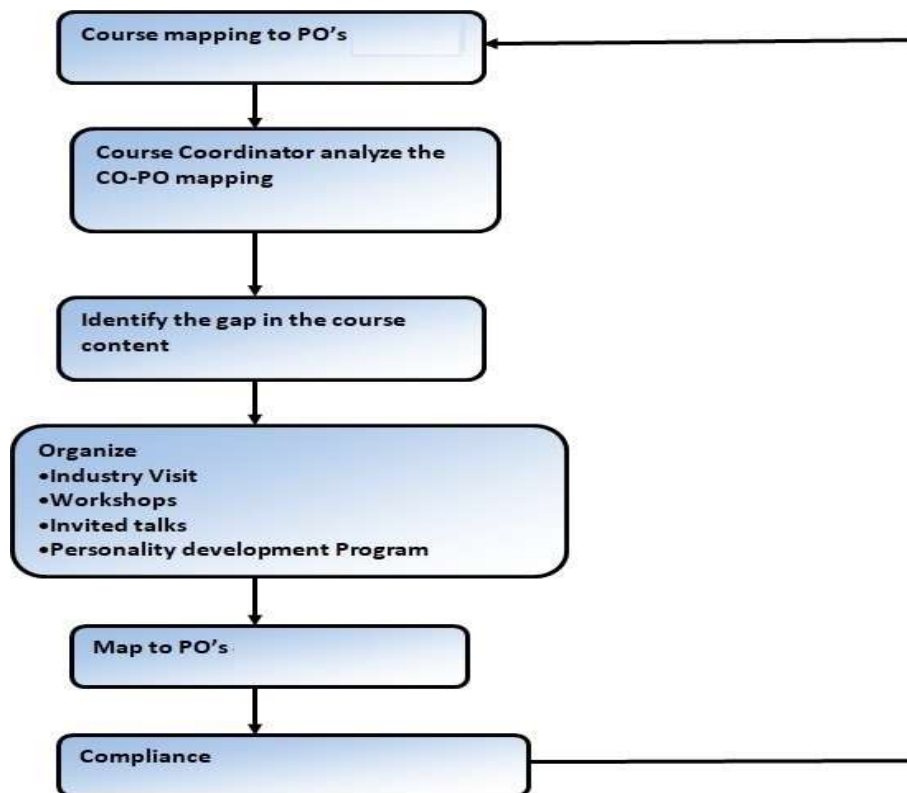 Course mapping to PO’s
Course Coordinator analyze the
CO-PO mapping
Identify the gap in the course
content
Organize
•Industry Visit
•Workshops
•Invited talks
•Personality development Program
Map to PO’s
Compliance